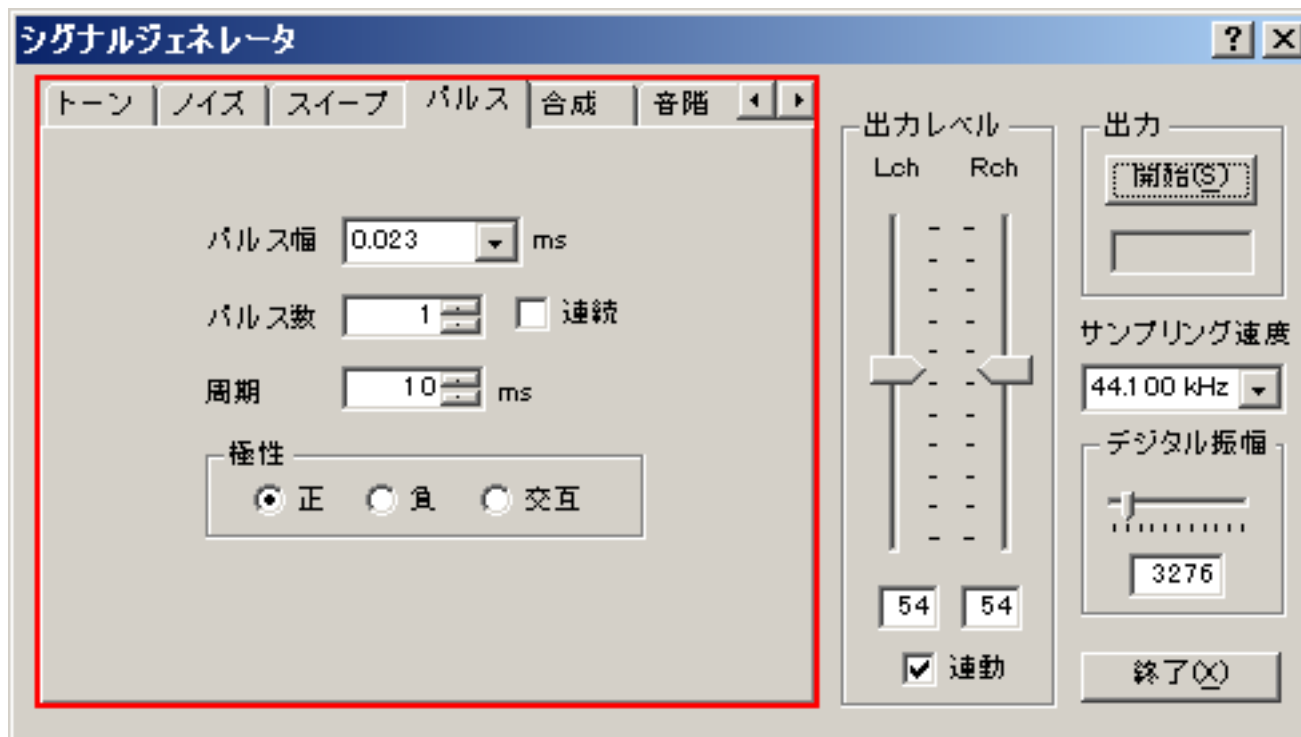 シグナルジェネレータ
トーン ノイズ スイープ パルス 合成 音階
パルス幅 0.023 ms
パルス数 1 連続
周期 10 ms
極性
正 負 交互
出力レベル
Lch Rch
54 54
連動
出力
開始(S)
サンプリング速度
44.100 kHz
デジタル振幅
3276
終了(X)